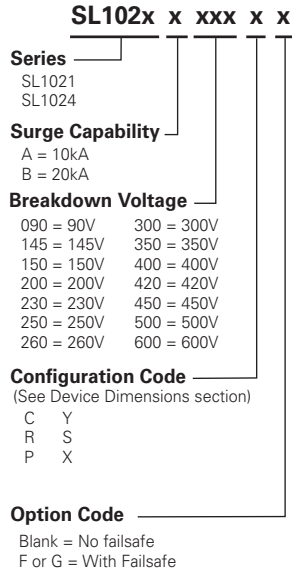 SL102x x xxx x x
Series
SL1021
SL1024
Surge Capability
A = 10kA
B = 20kA
Breakdown Voltage
090 = 90V 300 = 300V
145 = 145V 350 = 350V
150 = 150V 400 = 400V
200 = 200V 420 = 420V
230 = 230V 450 = 450V
250 = 250V 500 = 500V
260 = 260V 600 = 600V
Configuration Code
(See Device Dimensions section)
C Y
R S
P X
Option Code
Blank = No failsafe
F or G = With Failsafe